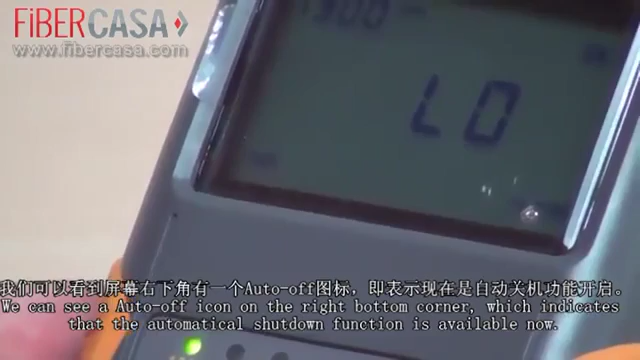 FiBERCASA
www.fibercasa.com
LO
我们可以看到屏幕右下角有一个Auto-off图标，即表示现在是自动关机功能开启。
We can see a Auto-off icon on the right bottom corner, which indicates
that the automatical shutdown function is available now.